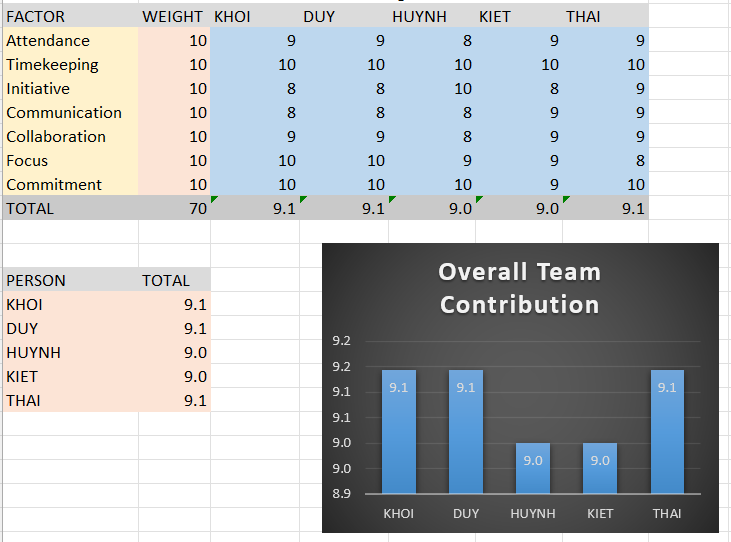 FACTOR WEIGHT KHOI DUY HUYNH KIET THAI
Attendance 10 9 9 8 9 9
Timekeeping 10 10 10 10 10 10
Initiative 10 8 8 10 8 9
Communication 10 8 8 8 9 9
Collaboration 10 9 9 8 9 9
Focus 10 10 10 9 9 8
Commitment 10 10 10 10 9 10
TOTAL 70 9.1 9.1 9.0 9.0 9.1
PERSON TOTAL
KHOI 9.1
DUY 9.1
HUYNH 9.0
KIET 9.0
THAI 9.1
Overall Team
Contribution
9.2
9.2
9.1
9.1
9.0
9.0
8.9
9.1 9.1 9.0 9.0 9.1
KHOI DUY HUYNH KIET THAI